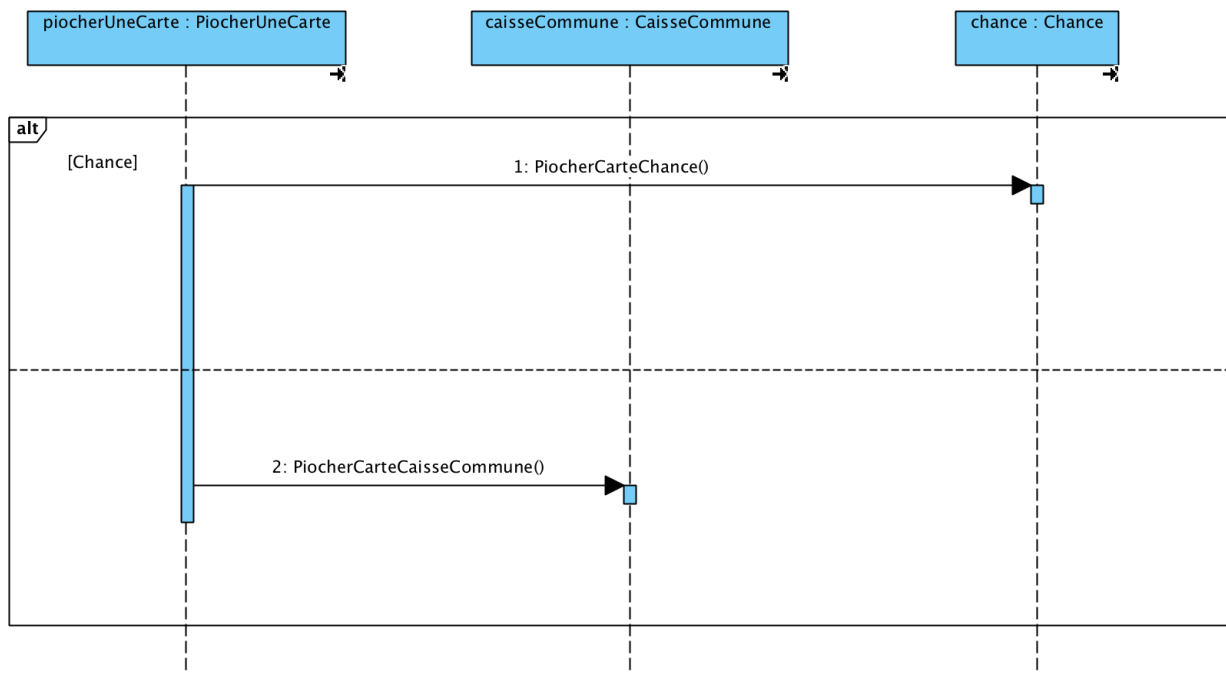 piocherUneCarte : PiocherUneCarte
caisseCommune : CaisseCommune
chance : Chance
alt
[Chance]
1: PiocherCarteChance()
2: PiocherCarteCaisseCommune()